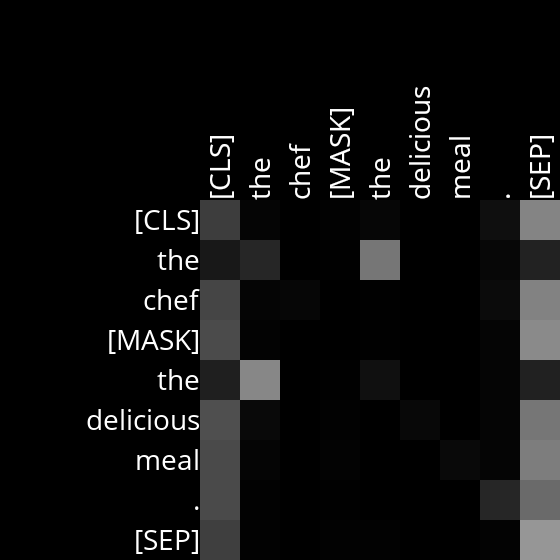 [CLS] the chef [MASK] the delicious meal . [SEP]
[CLS]
the
chef
[MASK]
the
delicious
meal
.
[SEP]